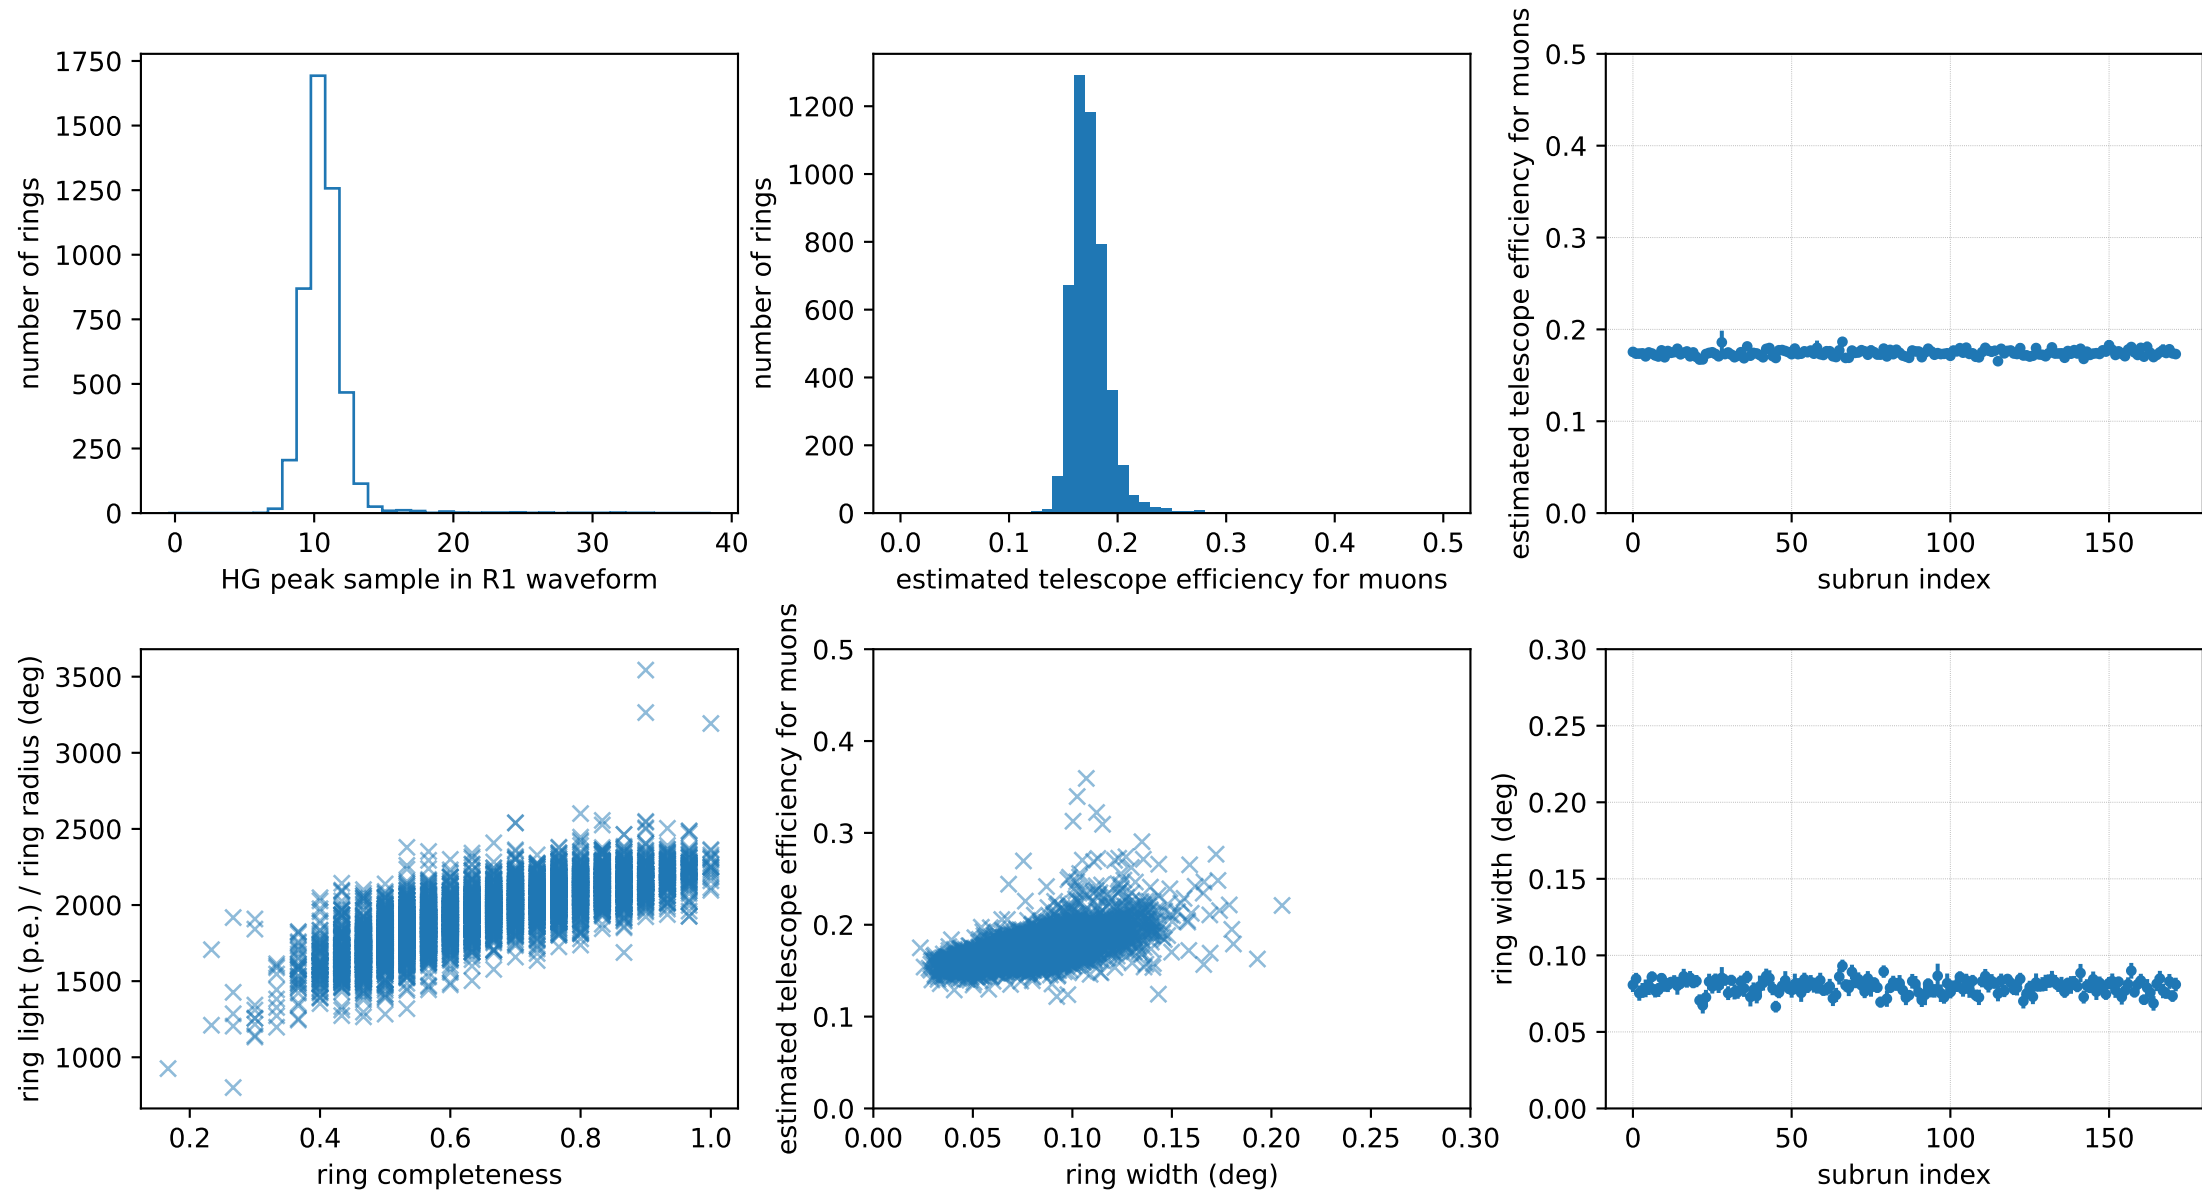 1750
1500
1250
1000
750
500
250
0
number of rings
0 10 20 30 40
HG peak sample in R1 waveform
1200
1000
800
600
400
200
0
number of rings
0.0 0.1 0.2 0.3 0.4 0.5
estimated telescope efficiency for muons
0.5
0.4
0.3
0.2
0.1
0.0
estimated telescope efficiency for muons
0 50 100 150
subrun index
3500
3000
2500
2000
1500
1000
ring light (p.e.) / ring radius (deg)
0.2 0.4 0.6 0.8 1.0
ring completeness
0.5
0.4
0.3
0.2
0.1
0.0
estimated telescope efficiency for muons
0.00 0.05 0.10 0.15 0.20 0.25 0.30
ring width (deg)
0.30
0.25
0.20
0.15
0.10
0.05
0.00
ring width (deg)
0 50 100 150
subrun index